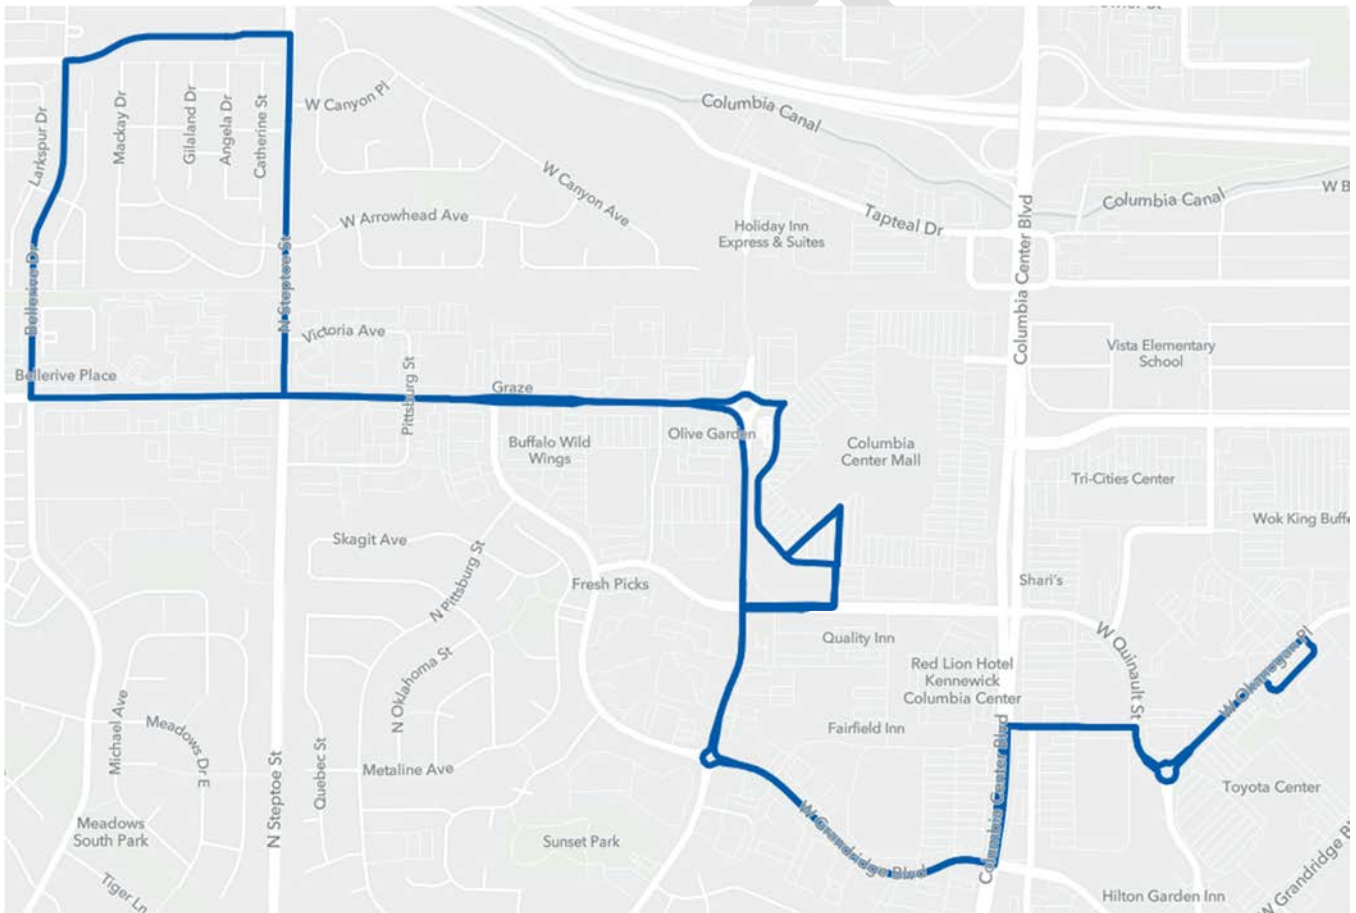 W Canyon Pl
Columbia Canal
Larkspur Dr
Mackay Dr
Gilaland Dr
Angela Dr
Catherine St
W Canyon Ave
W B
Columbia Canal
W Arrowhead Ave
Tapteal Dr
Holiday Inn
Express & Suites
Columbia Center Blvd
Bellerive Dr
N Steptoe St
Victoria Ave
Vista Elementary
School
Bellerive Place
Pittsburg St
Graze
Olive Garden
Buffalo Wild
Wings
Columbia
Center Mall
Tri-Cities Center
Wok King Buffe
Skagit Ave
N Pittsburg St
Fresh Picks
Shari's
Quality Inn
W Quinault St
W Okanogan Pl
N Oklahoma St
Red Lion Hotel
Kennewick
Columbia Center
Michael Ave
Meadows Dr E
Fairfield Inn
N Steptoe St
Quebec St
Metaline Ave
Columbia Center Blvd
Toyota Center
Meadows
South Park
Sunset Park
W Grandridge Blvd
Tiger Ln
Hilton Garden Inn
W Grandridge Bl